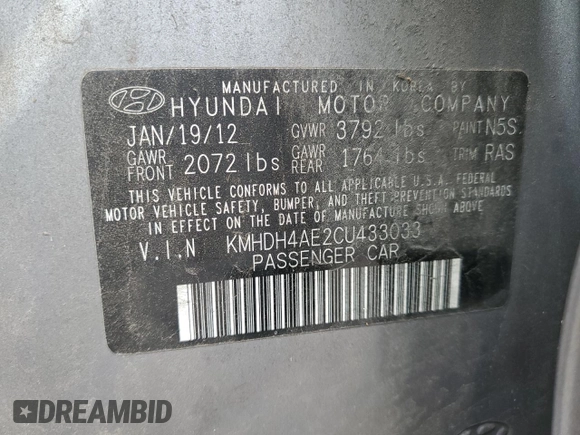 MANUFACTURED IN KOREA BY
HYUNDAI MOTOR COMPANY
JAN/19/12 GVWR 3792 lbs PAINT N5S
GAWR FRONT 2072 lbs GAWR REAR 1764 lbs TRIM RAS
THIS VEHICLE CONFORMS TO ALL APPLICABLE U.S.A. FEDERAL
MOTOR VEHICLE SAFETY, BUMPER, AND THEFT PREVENTION STANDARDS
IN EFFECT ON THE DATE OF MANUFACTURE SHOWN ABOVE
V.I.N KMHDH4AE2CU433033
PASSENGER CAR
DREAMBID